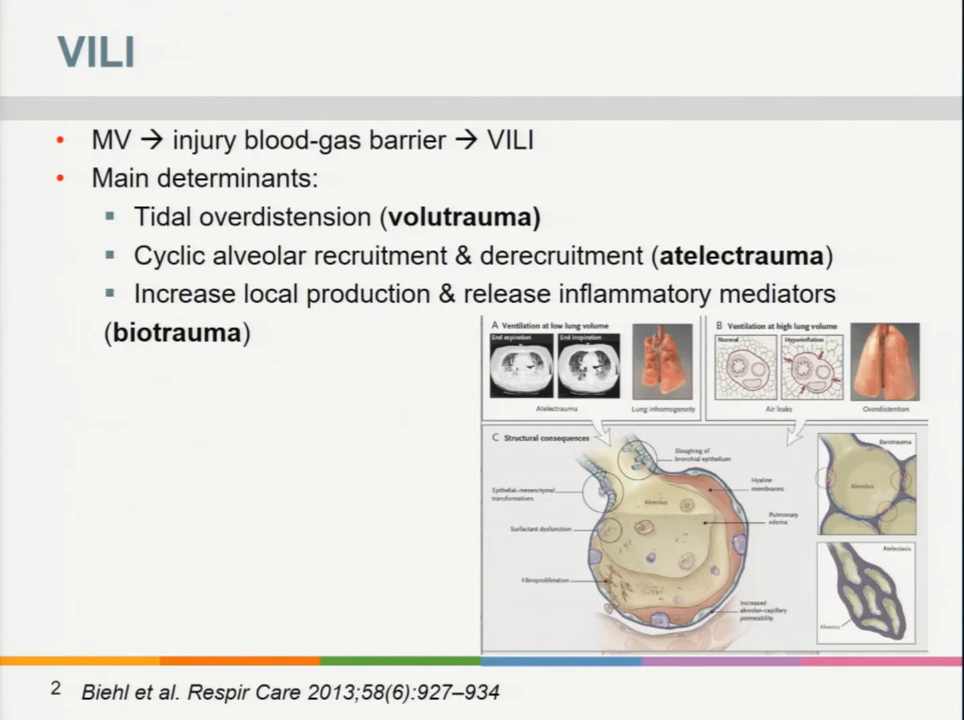 VILI
• MV → injury blood-gas barrier → VILI
• Main determinants:
▪ Tidal overdistension (volutrauma)
▪ Cyclic alveolar recruitment & derecruitment (atelectrauma)
▪ Increase local production & release inflammatory mediators
(biotrauma)
A Ventilation at low lung volume
End expiration
End inspiration
Atelectrauma
Lung inhomogeneity
B Ventilation at high lung volume
Normal
Hyperinflation
Air leaks
Overdistention
C Structural consequences
Sloughing of
bronchial epithelium
Epithelial–mesenchymal
transformations
Hyaline
membranes
Alveolus
Surfactant dysfunction
Pulmonary
edema
Fibroproliferation
Increased
alveolar–capillary
permeability
Barotrauma
Alveolus
Atelectasis
Alveolus
2 Biehl et al. Respir Care 2013;58(6):927–934